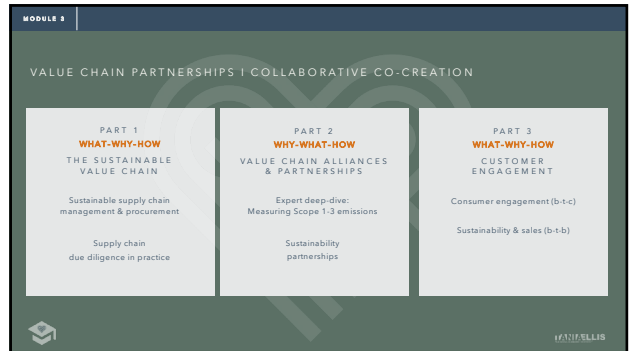 MODULE 3
VALUE CHAIN PARTNERSHIPS I COLLABORATIVE CO-CREATION
PART 1
WHAT-WHY-HOW
THE SUSTAINABLE
VALUE CHAIN
Sustainable supply chain
management & procurement
Supply chain
due diligence in practice
PART 2
WHY-WHAT-HOW
VALUE CHAIN ALLIANCES
& PARTNERSHIPS
Expert deep-dive:
Measuring Scope 1-3 emissions
Sustainability
partnerships
PART 3
WHAT-WHY-HOW
CUSTOMER
ENGAGEMENT
Consumer engagement (b-t-c)
Sustainability & sales (b-t-b)
TANIAELLIS